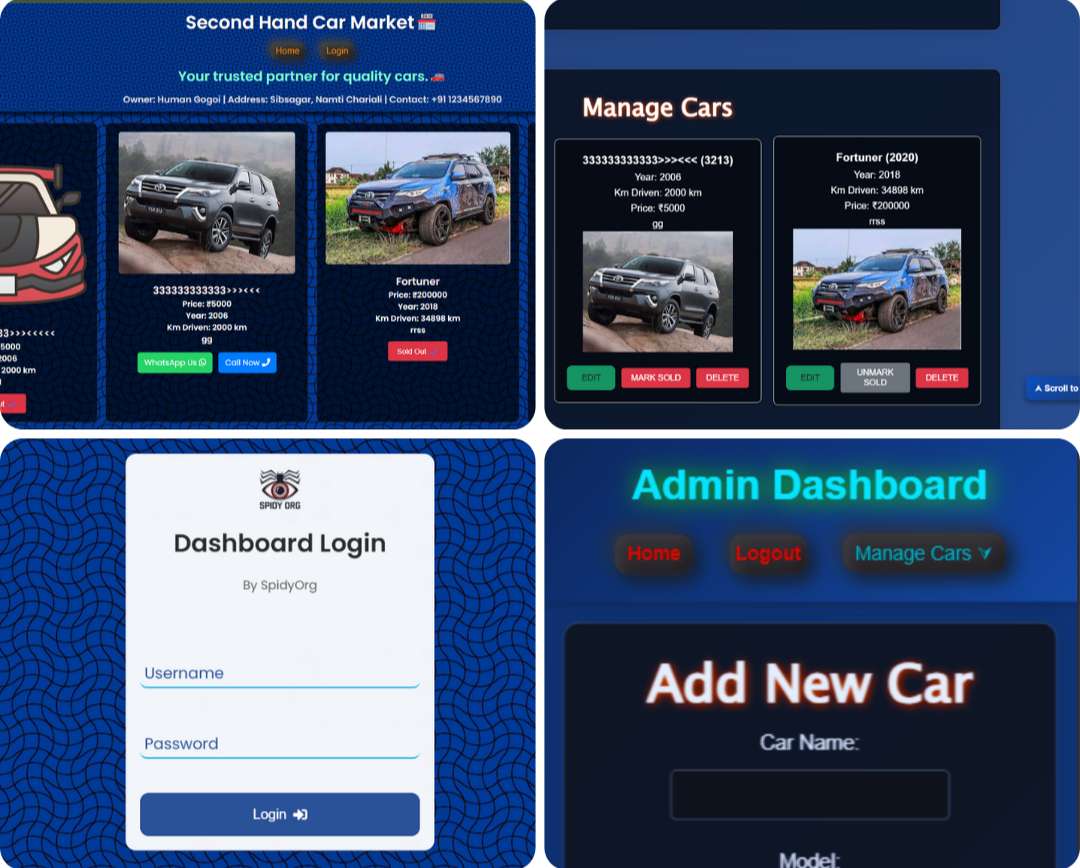 Second Hand Car Market
Home Login
Your trusted partner for quality cars.
Owner: Human Gogoi | Address: Sibsagar, Namti Chariali | Contact: +91 1234567890
33>>><<<<<
5000
2006
2000 km
333333333333>>><<<
Price: ₹5000
Year: 2006
Km Driven: 2000 km
gg
WhatsApp Us Call Now
Fortuner
Price: ₹200000
Year: 2018
Km Driven: 34898 km
rrss
Sold Out
Manage Cars
333333333333>>><<< (3213)
Year: 2006
Km Driven: 2000 km
Price: ₹5000
gg
EDIT MARK SOLD DELETE
Fortuner (2020)
Year: 2018
Km Driven: 34898 km
Price: ₹200000
rrss
EDIT UNMARK SOLD DELETE
Scroll to
SPIDY ORG
Dashboard Login
By SpidyOrg
Username
Password
Login
Admin Dashboard
Home Logout Manage Cars
Add New Car
Car Name:
Model: